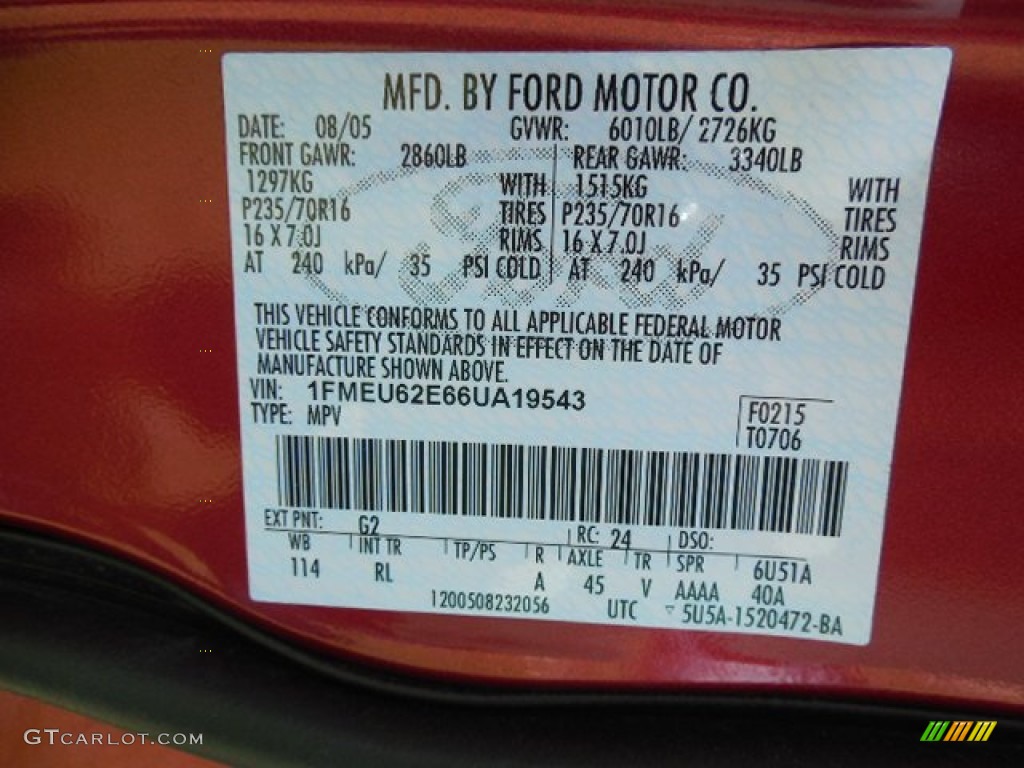 MFD. BY FORD MOTOR CO.
DATE: 08/05 GVWR: 6010LB/ 2726KG
FRONT GAWR: 2860LB REAR GAWR: 3340LB
1297KG WITH 1515KG WITH
P235/70R16 TIRES P235/70R16 TIRES
16 X 7.0J RIMS 16 X 7.0J RIMS
AT 240 kPa/ 35 PSI COLD AT 240 kPa/ 35 PSI COLD
Ford
THIS VEHICLE CONFORMS TO ALL APPLICABLE FEDERAL MOTOR
VEHICLE SAFETY STANDARDS IN EFFECT ON THE DATE OF
MANUFACTURE SHOWN ABOVE.
VIN: 1FMEU62E66UA19543
TYPE: MPV
F0215
T0706
EXT PNT: G2 RC: 24 DSO:
WB INT TR TP/PS R AXLE TR SPR 6U51A
114 RL A 45 V AAAA 40A
1200508232056 UTC ▽ 5U5A-1520472-BA
GTCARLOT.COM